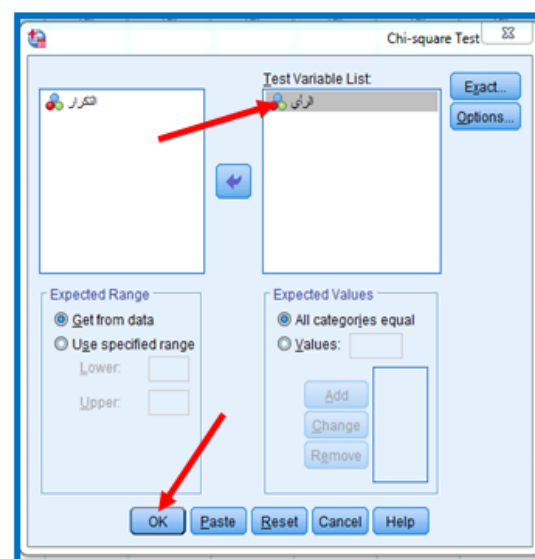 Chi-square Test
Test Variable List:
التكرار
الرأي
Exact...
Options...
Expected Range
Get from data
Use specified range
Lower:
Upper:
Expected Values
All categories equal
Values:
Add
Change
Remove
OK Paste Reset Cancel Help